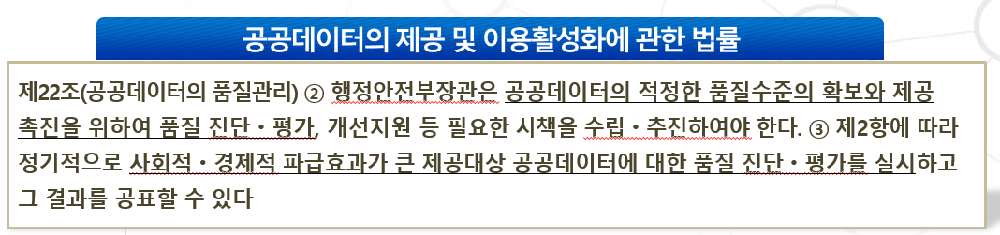 공공데이터의 제공 및 이용활성화에 관한 법률
제22조(공공데이터의 품질관리) ② 행정안전부장관은 공공데이터의 적정한 품질수준의 확보와 제공
촉진을 위하여 품질 진단・평가, 개선지원 등 필요한 시책을 수립・추진하여야 한다. ③ 제2항에 따라
정기적으로 사회적・경제적 파급효과가 큰 제공대상 공공데이터에 대한 품질 진단・평가를 실시하고
그 결과를 공표할 수 있다